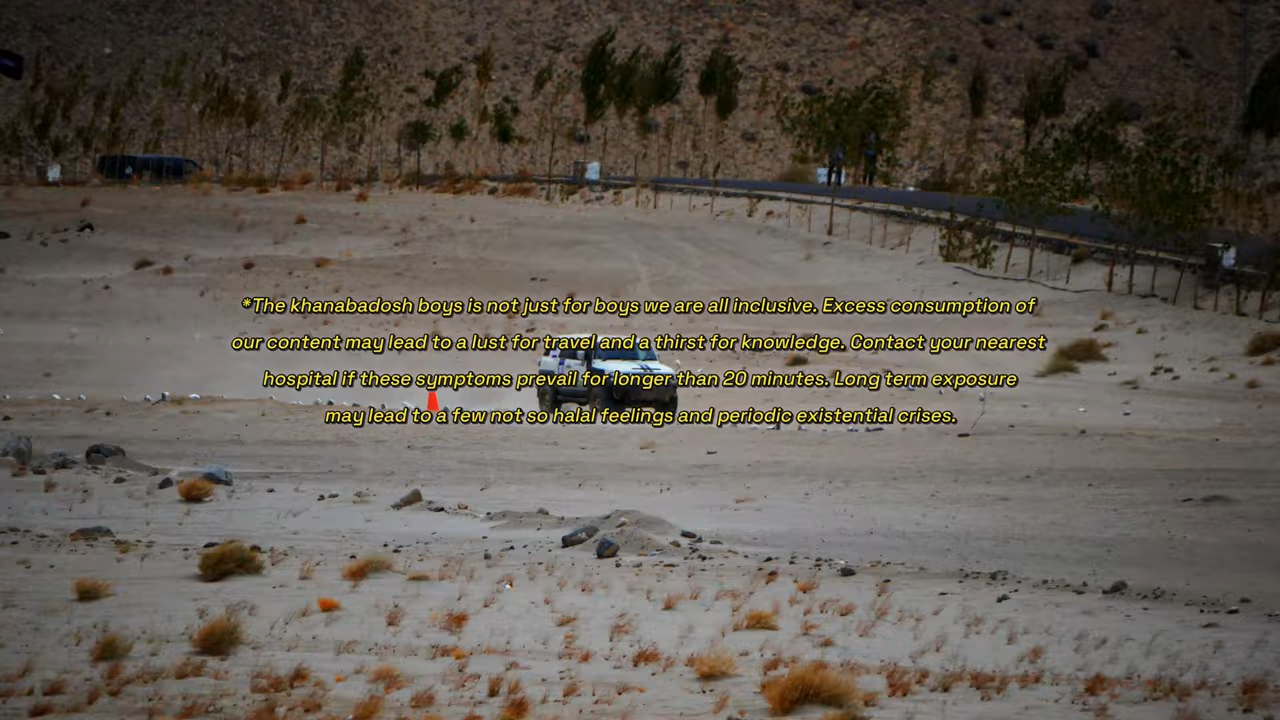 *The khanabadosh boys is not just for boys we are all inclusive. Excess consumption of
our content may lead to a lust for travel and a thirst for knowledge. Contact your nearest
hospital if these symptoms prevail for longer than 20 minutes. Long term exposure
may lead to a few not so halal feelings and periodic existential crises.